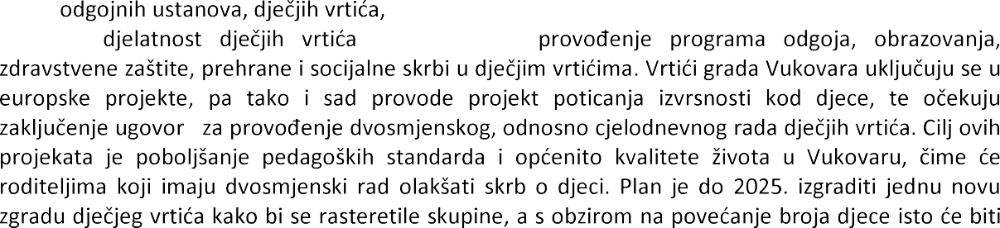 odgojnih ustanova, dječjih vrtića,
djelatnost dječjih vrtića provođenje programa odgoja, obrazovanja,
zdravstvene zaštite, prehrane i socijalne skrbi u dječjim vrtićima. Vrtići grada Vukovara uključuju se u
europske projekte, pa tako i sad provode projekt poticanja izvrsnosti kod djece, te očekuju
zaključenje ugovor za provođenje dvosmjenskog, odnosno cjelodnevnog rada dječjih vrtića. Cilj ovih
projekata je poboljšanje pedagoških standarda i općenito kvalitete života u Vukovaru, čime će
roditeljima koji imaju dvosmjenski rad olakšati skrb o djeci. Plan je do 2025. izgraditi jednu novu
zgradu dječjeg vrtića kako bi se rasteretile skupine, a s obzirom na povećanje broja djece isto će biti